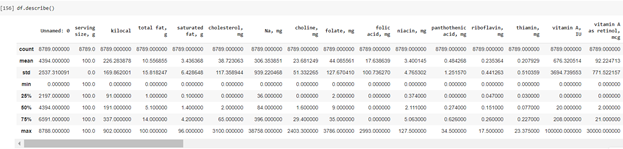 [156] df.describe()
Unnamed: 0 serving size, g kilocal total fat, g saturated fat, g cholesterol, mg Na, mg choline, mg folate, mg folic acid, mg niacin, mg panthothenic acid, mg riboflavin, mg thiamin, mg vitamin A, IU vitamin A as retinol, mcg
count 8789.000000 8789.0 8789.000000 8789.000000 8789.000000 8789.000000 8789.000000 8789.000000 8789.000000 8789.000000 8789.000000 8789.000000 8789.000000 8789.000000 8789.000000 8789.000000
mean 4394.000000 100.0 226.283878 10.556855 3.436368 38.723063 306.383851 23.681249 44.085561 17.638639 3.400145 0.464268 0.235364 0.207929 676.320514 92.224713
std 2537.310091 0.0 169.862001 15.818247 6.428648 117.358944 939.220468 51.332265 127.670410 100.736270 4.765302 1.251570 0.441263 0.510359 3694.739553 771.522157
min 0.000000 100.0 0.000000 0.000000 0.000000 0.000000 0.000000 0.000000 0.000000 0.000000 0.000000 0.000000 0.000000 0.000000 0.000000 0.000000
25% 2197.000000 100.0 91.000000 1.000000 0.100000 0.000000 36.000000 0.000000 2.000000 0.000000 0.374000 0.000000 0.047000 0.030000 0.000000 0.000000
50% 4394.000000 100.0 191.000000 5.100000 1.400000 2.000000 84.000000 1.600000 9.000000 0.000000 2.111000 0.274000 0.151000 0.077000 20.000000 2.000000
75% 6591.000000 100.0 337.000000 14.000000 4.200000 65.000000 396.000000 29.400000 35.000000 0.000000 5.063000 0.626000 0.260000 0.227000 208.000000 21.000000
max 8788.000000 100.0 902.000000 100.000000 96.000000 3100.000000 38758.000000 2403.300000 3786.000000 2993.000000 127.500000 34.500000 17.500000 23.375000 100000.000000 30000.000000